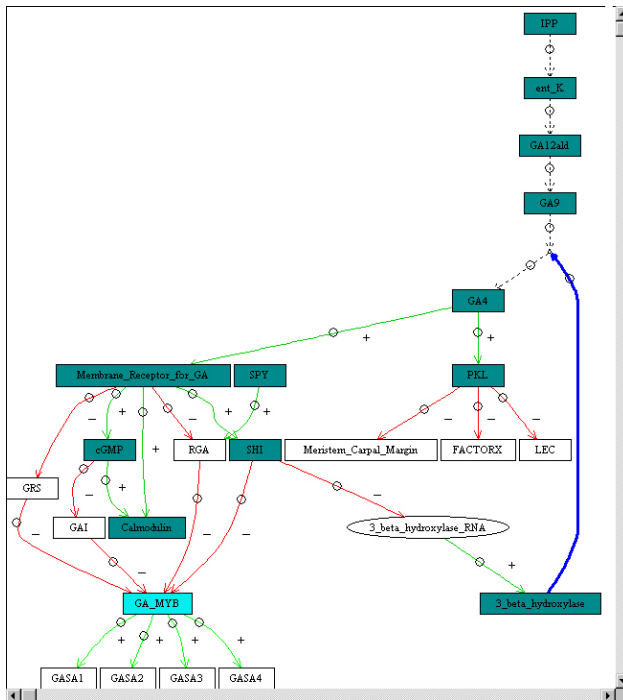 IPP
ent_K
GA12ald
GA9
GA4
+
+
Membrane_Receptor_for_GA
SPY
PKL
−
+
−
+
+
−
−
−
cGMP
+
RGA
SHI
Meristem_Carpal_Margin
FACTORX
LEC
GRS
−
+
−
GAI
Calmodulin
3_beta_hydroxylase_RNA
−
−
−
−
+
GA_MYB
3_beta_hydroxylase
+
+
+
+
GASA1
GASA2
GASA3
GASA4